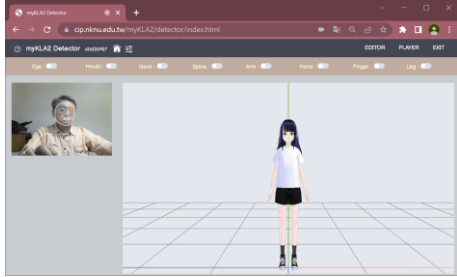 myKLA2 Detector
cip.nknu.edu.tw/myKLA2/detector/index.html
myKLA2 Detector
EDITOR PLAYER EXIT
Eye Mouth Neck Spine Arm Hand Finger Leg